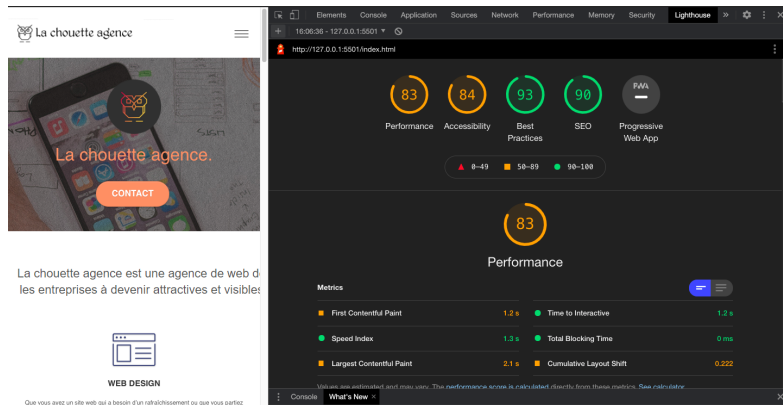 La chouette agence
La chouette agence.
CONTACT
La chouette agence est une agence de web d
les entreprises à devenir attractives et visibles
WEB DESIGN
Que vous avez un site web qui a besoin d'un rafraîchissement ou que vous partiez
Elements Console Application Sources Network Performance Memory Security Lighthouse »
+ 16:06:36 - 127.0.0.1:5501
http://127.0.0.1:5501/index.html
83 84 93 90 PWA
Performance Accessibility Best Practices SEO Progressive Web App
0–49 50–89 90–100
83
Performance
Metrics
First Contentful Paint 1.2 s Time to Interactive 1.2 s
Speed Index 1.3 s Total Blocking Time 0 ms
Largest Contentful Paint 2.1 s Cumulative Layout Shift 0.222
Values are estimated and may vary. The performance score is calculated directly from these metrics. See calculator.
Console What's New ×